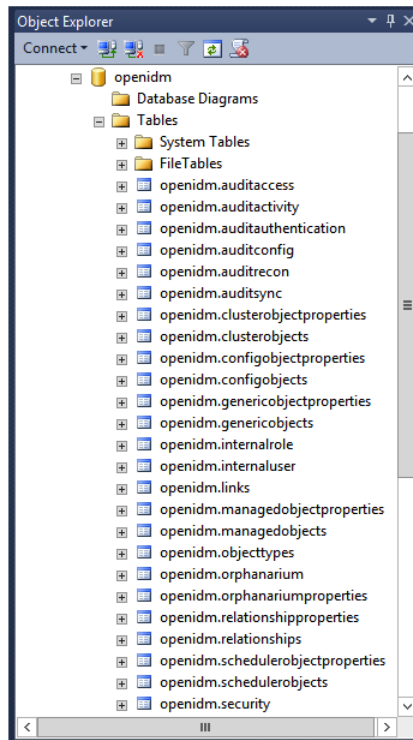 Object Explorer
Connect
openidm
Database Diagrams
Tables
System Tables
FileTables
openidm.auditaccess
openidm.auditactivity
openidm.auditauthentication
openidm.auditconfig
openidm.auditrecon
openidm.auditsync
openidm.clusterobjectproperties
openidm.clusterobjects
openidm.configobjectproperties
openidm.configobjects
openidm.genericobjectproperties
openidm.genericobjects
openidm.internalrole
openidm.internaluser
openidm.links
openidm.managedobjectproperties
openidm.managedobjects
openidm.objecttypes
openidm.orphanarium
openidm.orphanariumproperties
openidm.relationshipproperties
openidm.relationships
openidm.schedulerobjectproperties
openidm.schedulerobjects
openidm.security